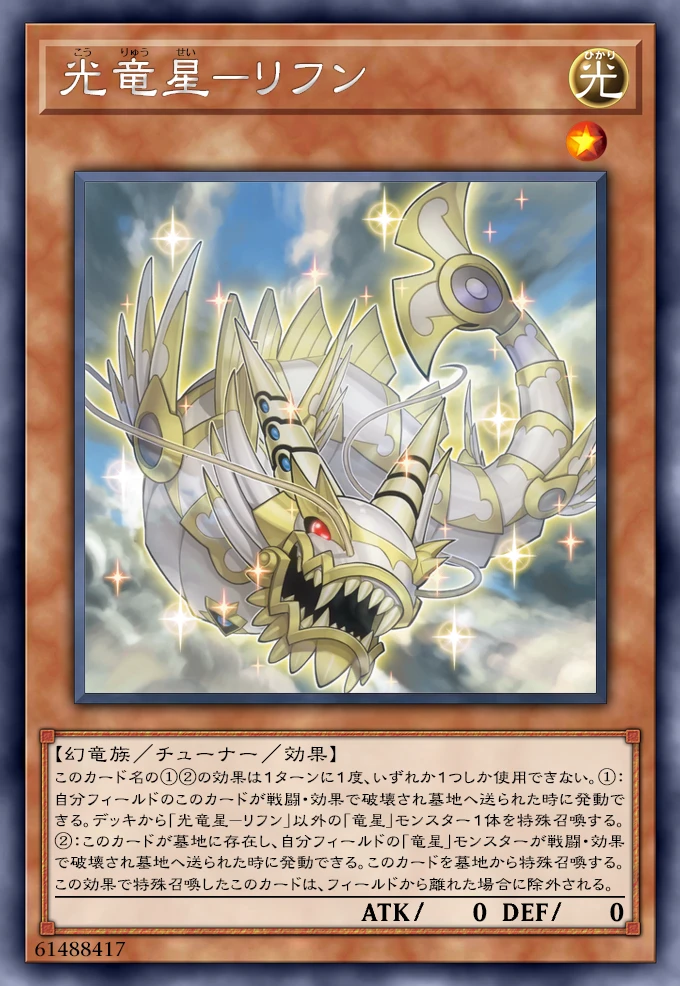 こう りゅう せい
光竜星－リフン
ひかり
光
【幻竜族／チューナー／効果】
このカード名の①②の効果は1ターンに1度、いずれか1つしか使用できない。①：
自分フィールドのこのカードが戦闘・効果で破壊され墓地へ送られた時に発動で
きる。デッキから「光竜星－リフン」以外の「竜星」モンスター1体を特殊召喚する。
②：このカードが墓地に存在し、自分フィールドの「竜星」モンスターが戦闘・効果
で破壊され墓地へ送られた時に発動できる。このカードを墓地から特殊召喚する。
この効果で特殊召喚したこのカードは、フィールドから離れた場合に除外される。
ATK/ 0 DEF/ 0
61488417